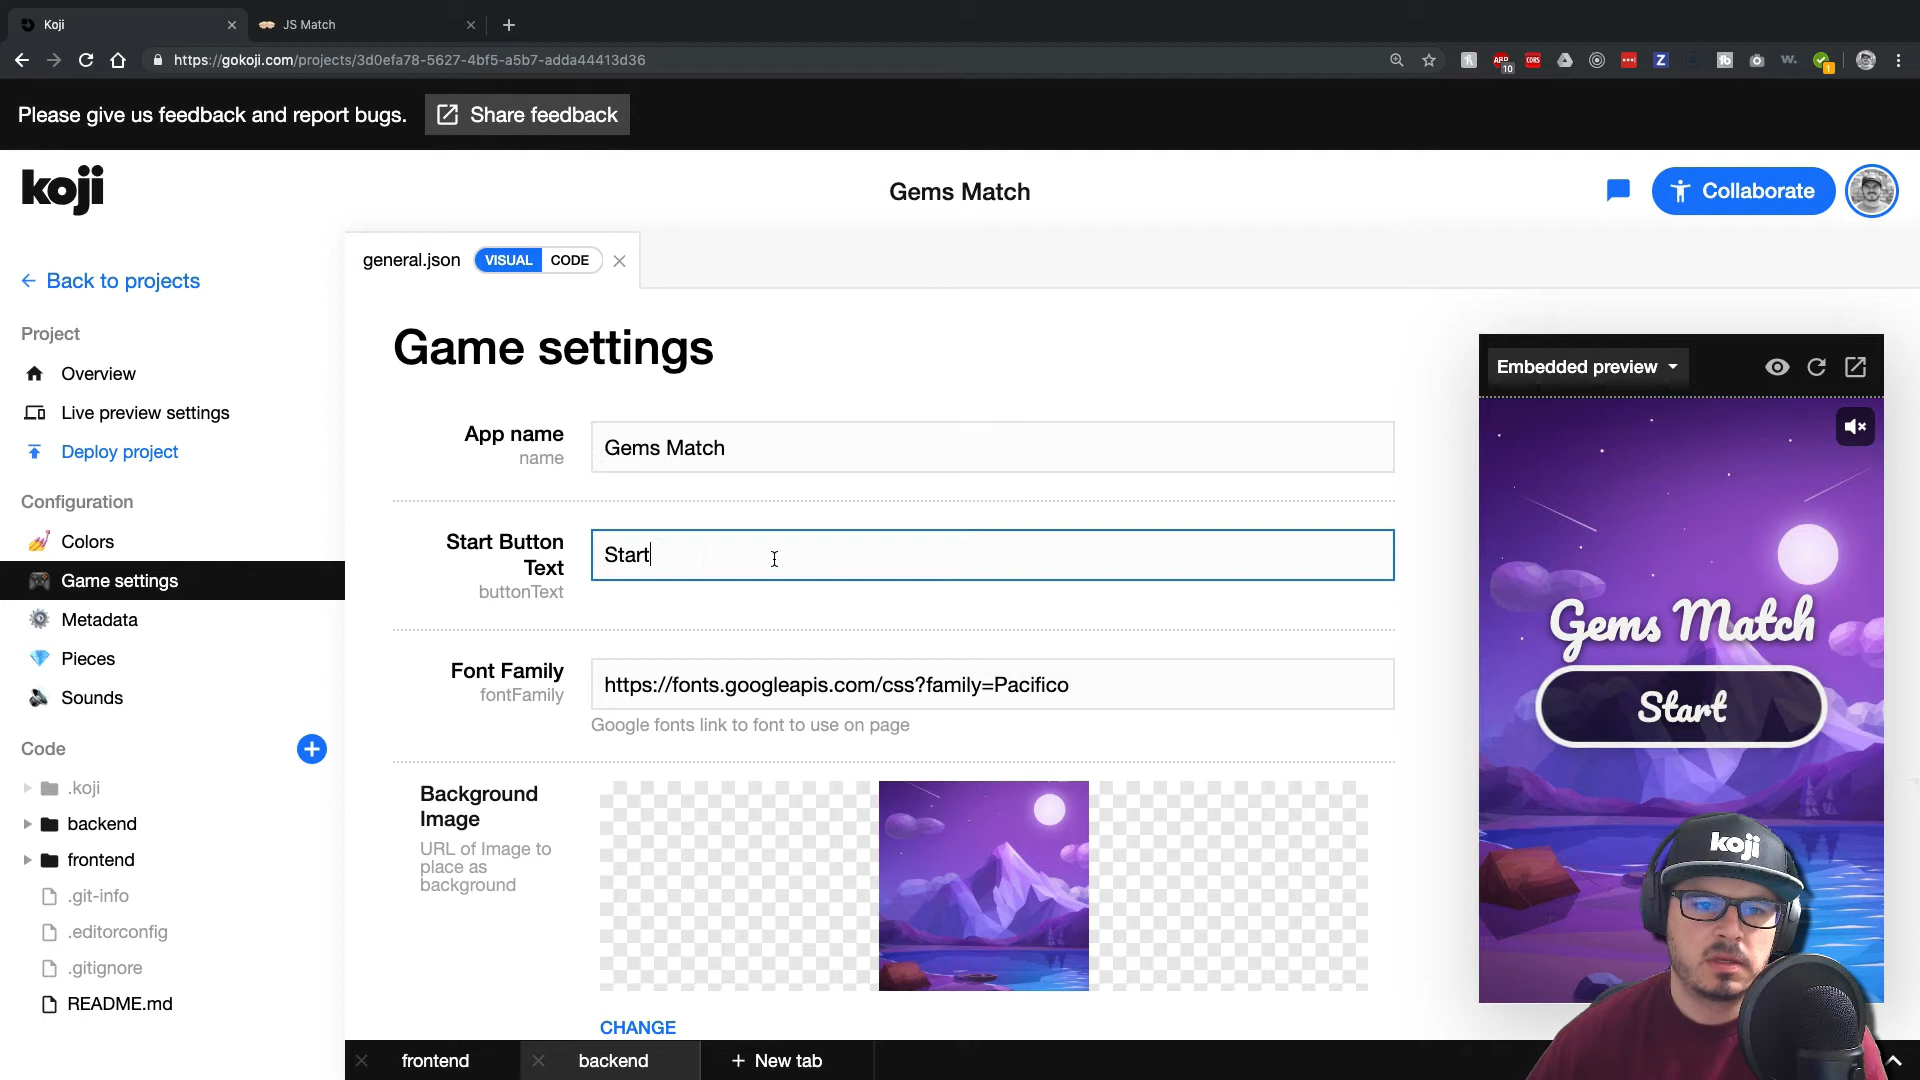 Koji
JS Match
https://gokoji.com/projects/3d0efa78-5627-4bf5-a5b7-adda44413d36
ABP
10
CORS
Z
W.
1
Please give us feedback and report bugs.
Share feedback
koji
Gems Match
Collaborate
general.json
VISUAL
CODE
Back to projects
Project
Overview
Live preview settings
Deploy project
Configuration
Colors
Game settings
Metadata
Pieces
Sounds
Code
.koji
backend
frontend
.git-info
.editorconfig
.gitignore
README.md
Game settings
App name
name
Gems Match
Start Button
Text
buttonText
Start
Font Family
fontFamily
https://fonts.googleapis.com/css?family=Pacifico
Google fonts link to font to use on page
Background
Image
URL of Image to
place as
background
CHANGE
Embedded preview
Gems Match
Start
koji
frontend
backend
+ New tab